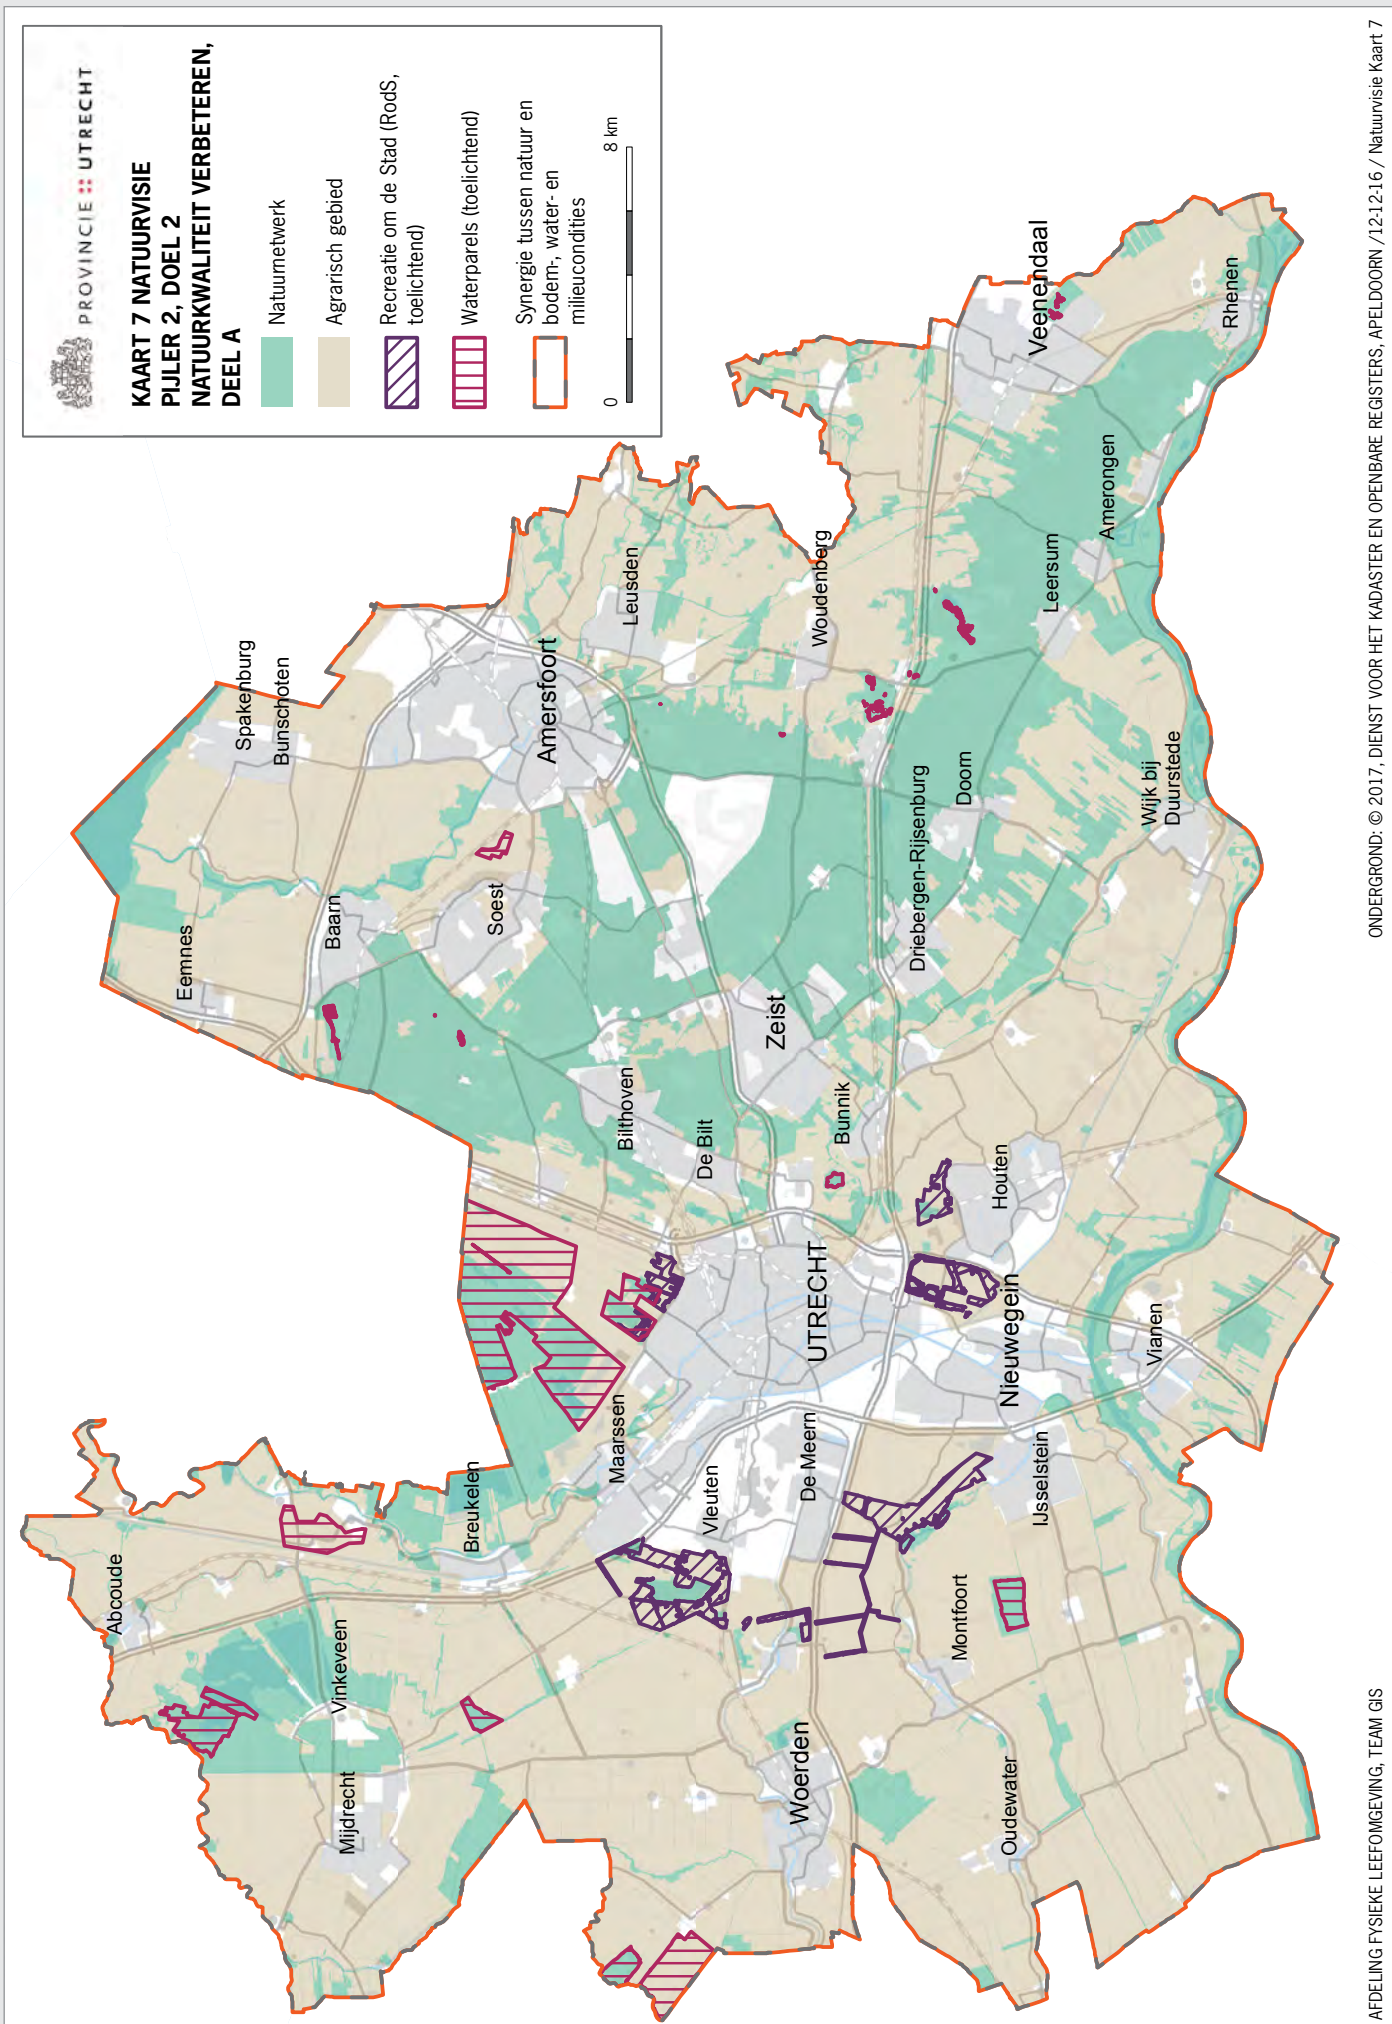 PROVINCIE :: UTRECHT
KAART 7 NATUURVISIE
PIJLER 2, DOEL 2
NATUURKWALITEIT VERBETEREN,
DEEL A
Natuurnetwerk
Agrarisch gebied
Recreatie om de Stad (RodS,
toelichtend)
Waterparels (toelichtend)
Synergie tussen natuur en
bodem-, water- en
milieucondities
0
8 km
Abcoude
Vinkeveen
Mijdrecht
Breukelen
Maarssen
Vleuten
De Meern
UTRECHT
Woerden
Montfoort
Oudewater
IJsselstein
Nieuwegein
Vianen
Houten
Bunnik
De Bilt
Bilthoven
Zeist
Eemnes
Baarn
Soest
Spakenburg
Bunschoten
Amersfoort
Leusden
Woudenberg
Driebergen-Rijsenburg
Doorn
Wijk bij
Duurstede
Leersum
Amerongen
Veenendaal
Rhenen
AFDELING FYSIEKE LEEFOMGEVING, TEAM GIS
ONDERGROND: © 2017, DIENST VOOR HET KADASTER EN OPENBARE REGISTERS, APELDOORN /12-12-16 / Natuurvisie Kaart 7